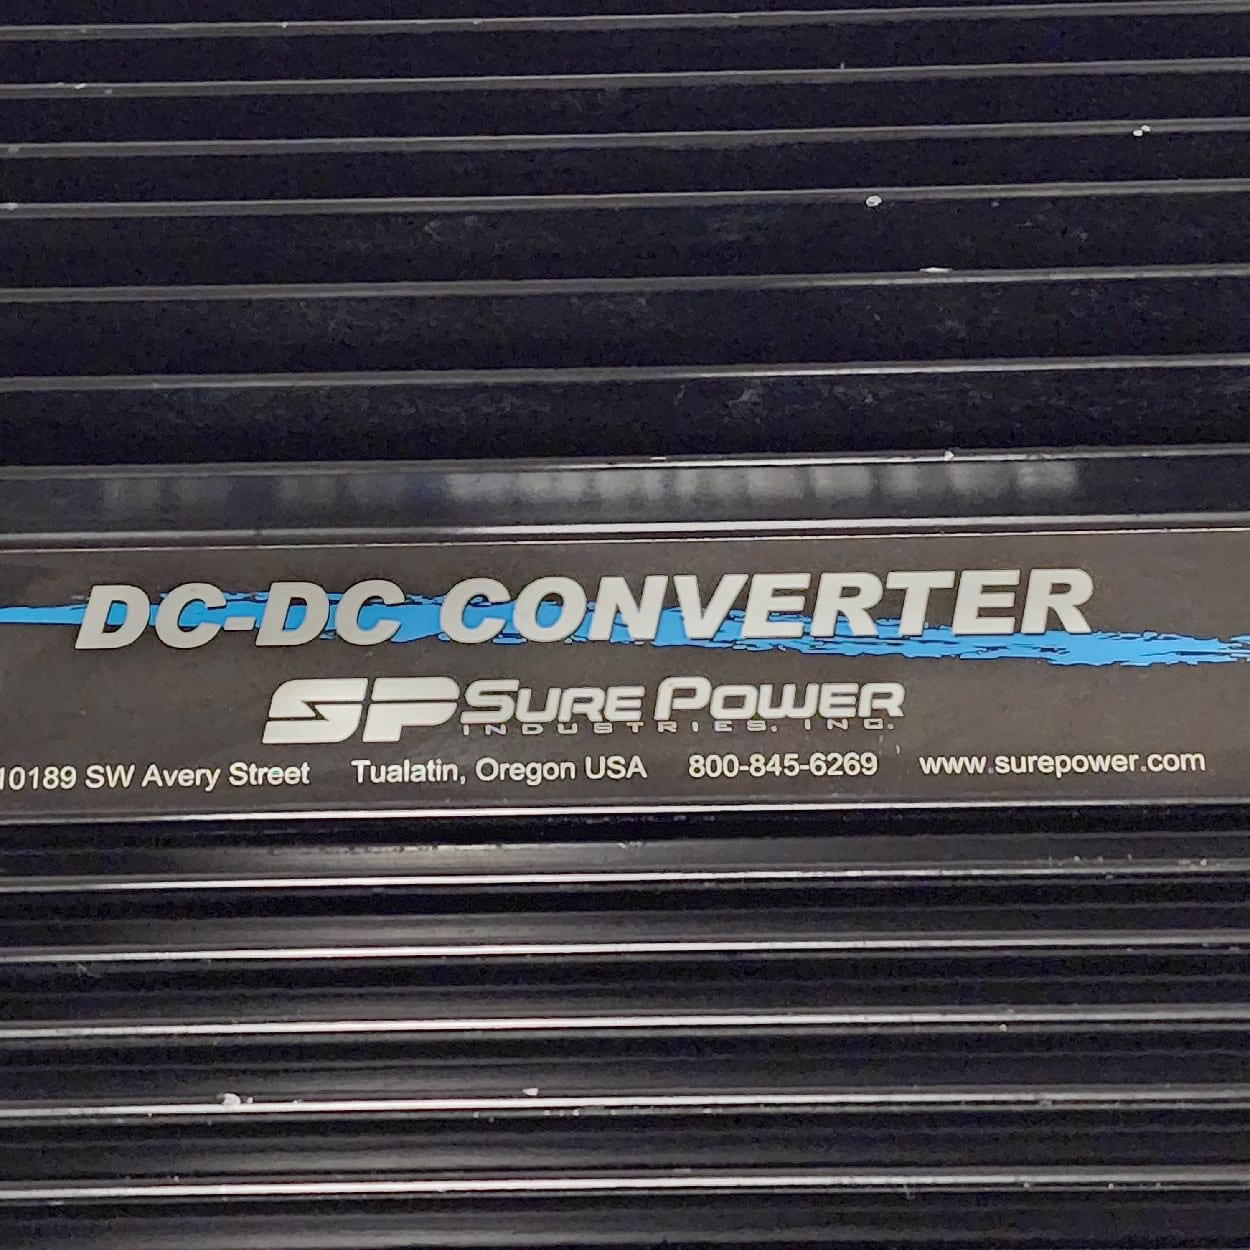 DC-DC CONVERTER
SP SURE POWER
INDUSTRIES, INC.
10189 SW Avery Street Tualatin, Oregon USA 800-845-6269 www.surepower.com